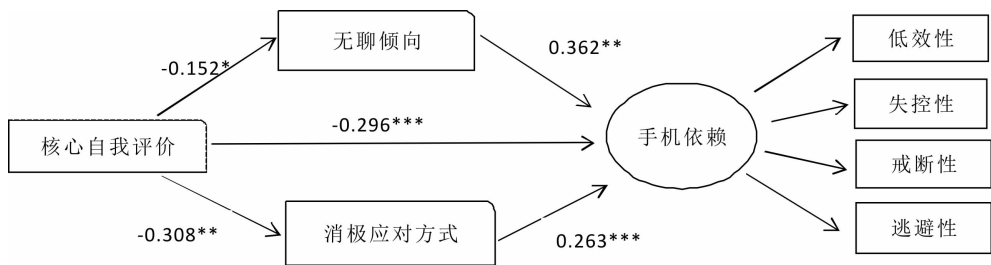 无聊倾向
0.362**
低效性
-0.152*
失控性
-0.296***
核心自我评价
手机依赖
戒断性
-0.308**
消极应对方式
0.263***
逃避性